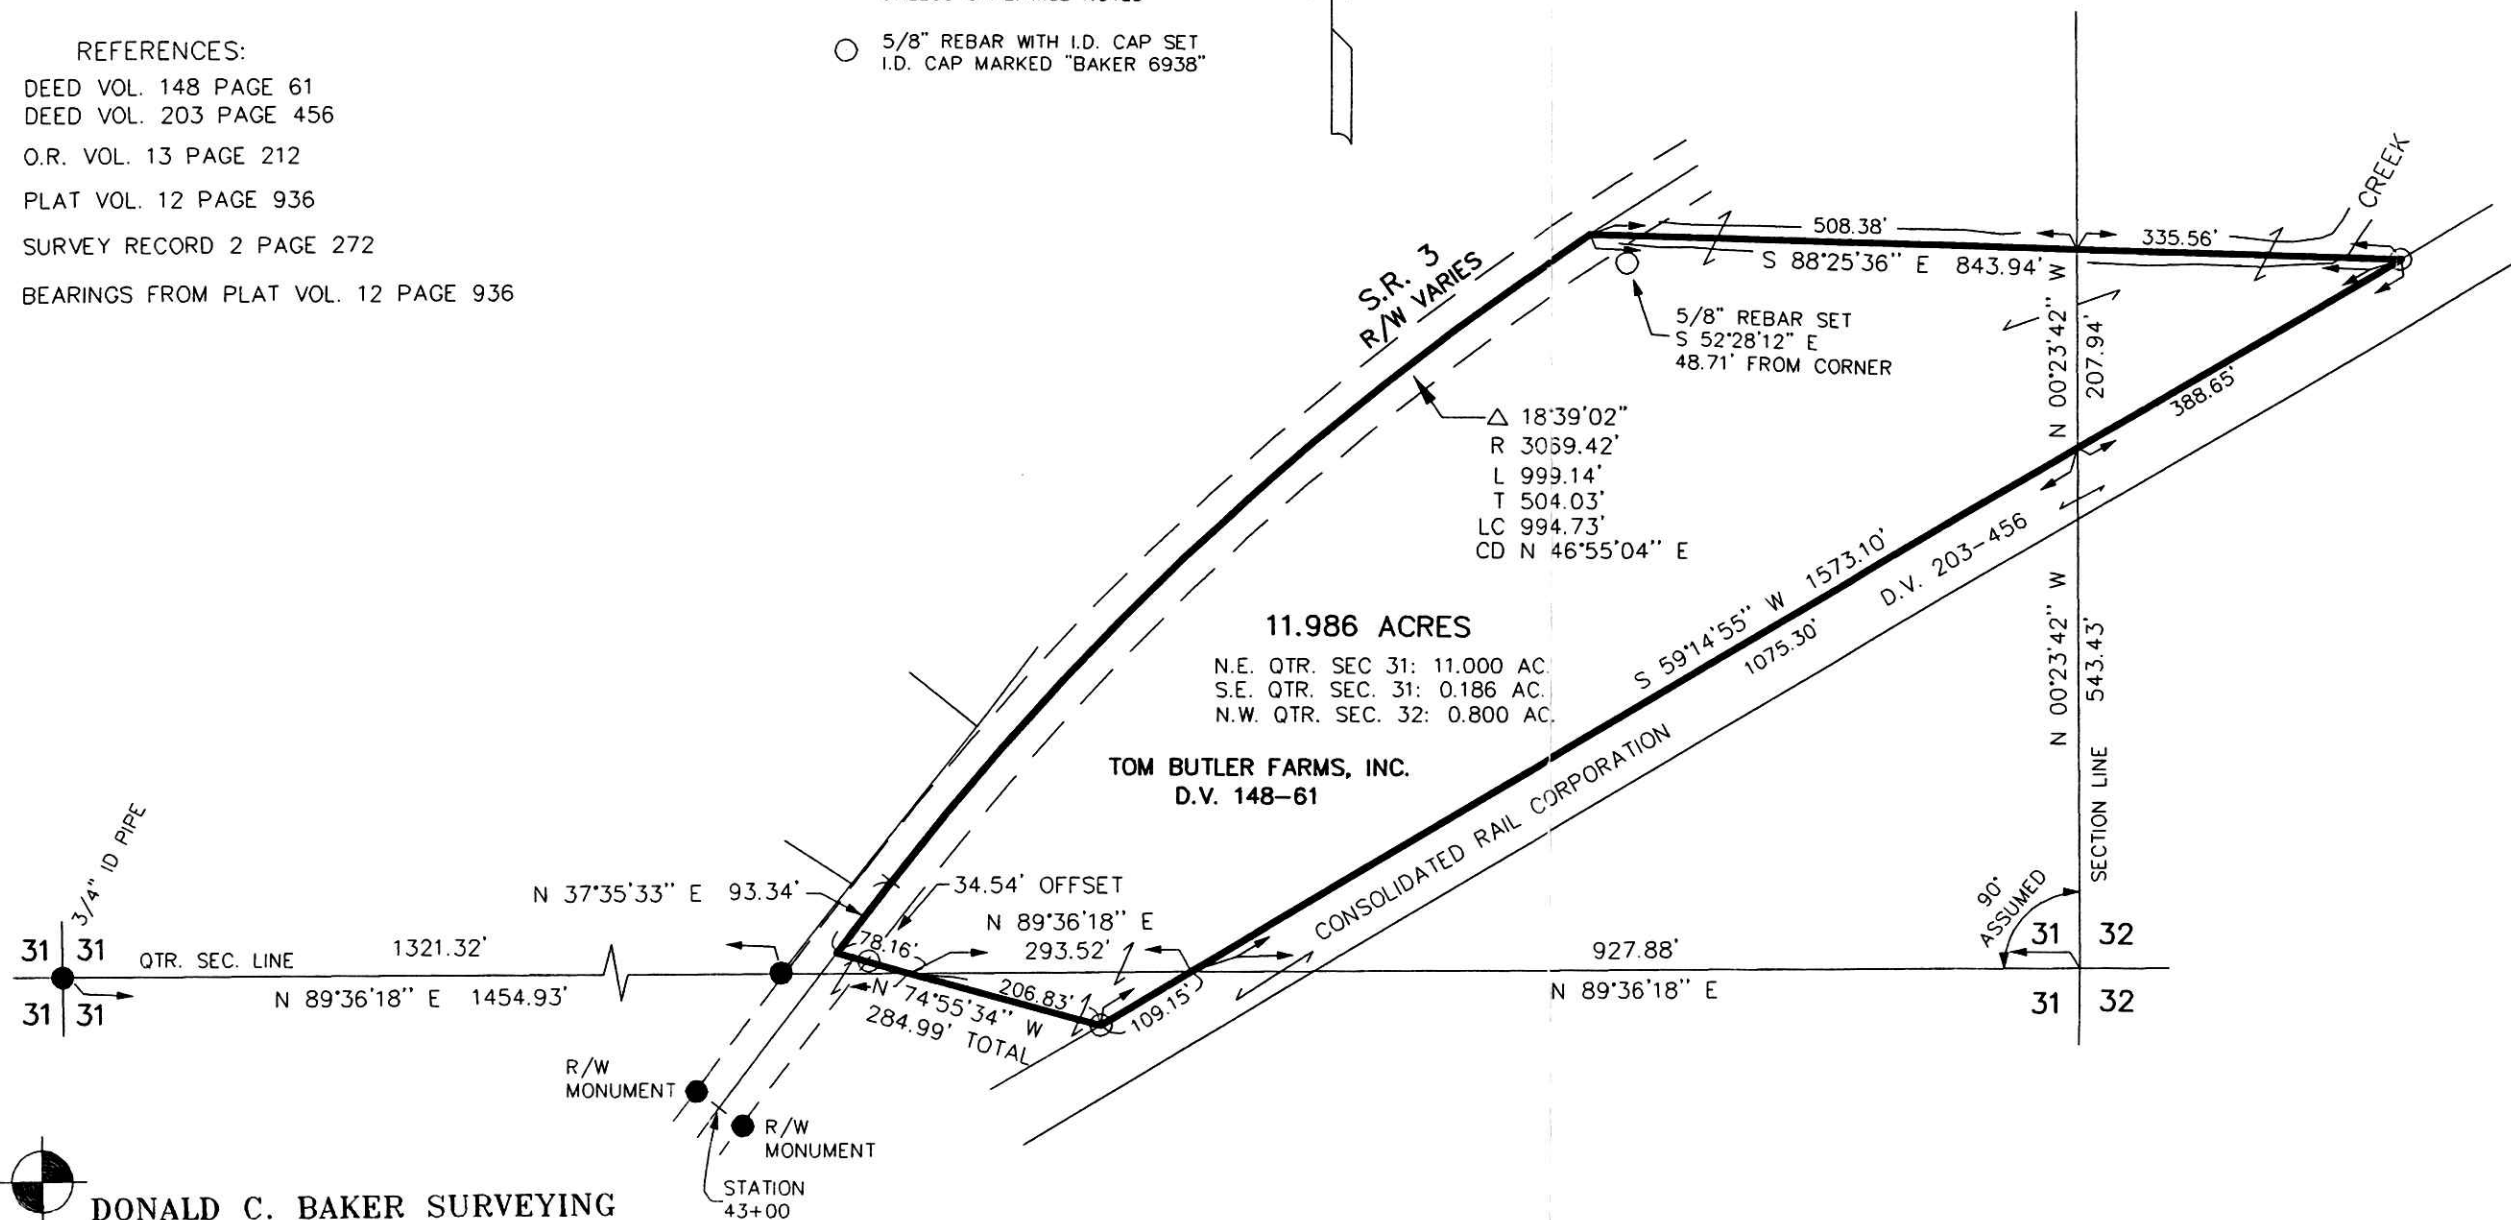 REFERENCES:
DEED VOL. 148 PAGE 61
DEED VOL. 203 PAGE 456
O.R. VOL. 13 PAGE 212
PLAT VOL. 12 PAGE 936
SURVEY RECORD 2 PAGE 272
BEARINGS FROM PLAT VOL. 12 PAGE 936
5/8" REBAR WITH I.D. CAP SET
I.D. CAP MARKED "BAKER 6938"
S.R. 3
R/W VARIES
508.38'
335.56'
CREEK
S 88°25'36" E 843.94'
5/8" REBAR SET
S 52°28'12" E
48.71' FROM CORNER
N 00°23'42" W
207.94'
388.65'
△ 18°39'02"
R 3069.42'
L 999.14'
T 504.03'
LC 994.73'
CD N 46°55'04" E
S 59°14'55" W 1573.10'
1075.30'
D.V. 203-456
CONSOLIDATED RAIL CORPORATION
N 00°23'42" W
543.43'
SECTION LINE
11.986 ACRES
N.E. QTR. SEC 31: 11.000 AC.
S.E. QTR. SEC. 31: 0.186 AC.
N.W. QTR. SEC. 32: 0.800 AC.
TOM BUTLER FARMS, INC.
D.V. 148-61
3/4" ID PIPE
N 37°35'33" E 93.34'
34.54' OFFSET
N 89°36'18" E
293.52'
78.16'
90°
ASSUMED
31 31
QTR. SEC. LINE
1321.32'
927.88'
31 32
N 89°36'18" E 1454.93'
N 89°36'18" E
31 31
31 32
206.83'
N 74°55'34" W
284.99' TOTAL
109.15'
R/W
MONUMENT
R/W
MONUMENT
STATION
43+00
DONALD C. BAKER SURVEYING